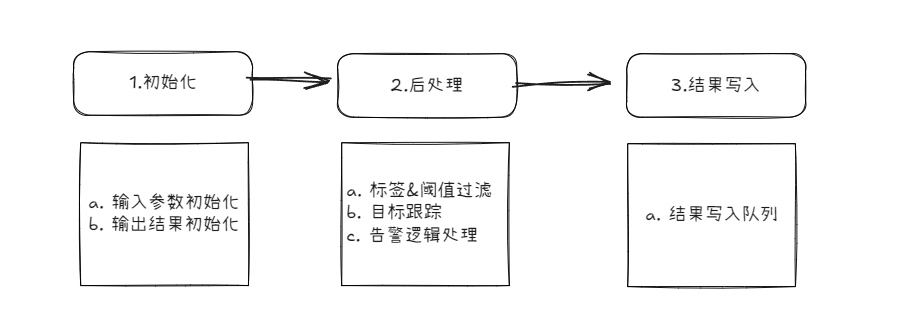 1.初始化
2.后处理
3.结果写入
a. 输入参数初始化
b. 输出结果初始化
a. 标签&阈值过滤
b. 目标跟踪
c. 告警逻辑处理
a. 结果写入队列